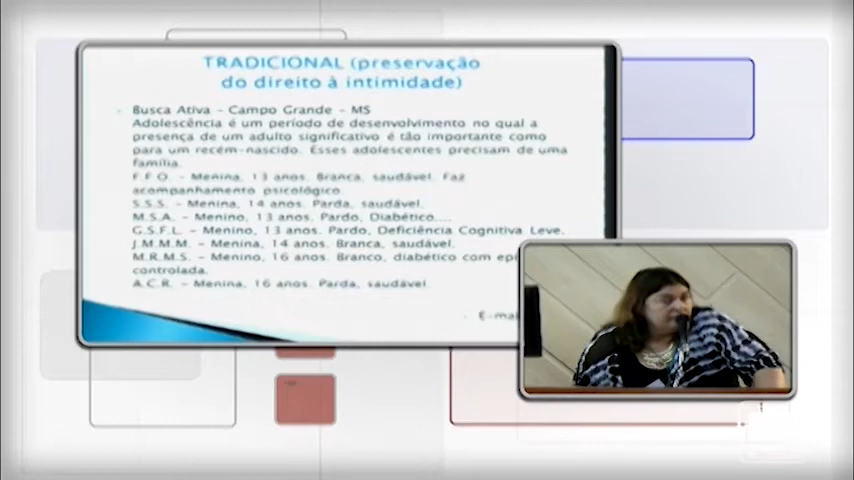 TRADICIONAL (preservação
do direito à intimidade)
Busca Ativa - Campo Grande - MS
Adolescência é um período de desenvolvimento no qual a
presença de um adulto significativo é tão importante como
para um recém-nascido. Esses adolescentes precisam de uma
família.
F.F.O. - Menina, 13 anos. Branca, saudável. Faz
acompanhamento psicológico.
S.S.S. - Menina, 14 anos. Parda, saudável.
M.S.A. - Menino, 13 anos. Pardo, Diabético....
G.S.F.L. - Menino, 13 anos. Pardo, Deficiência Cognitiva Leve.
J.M.M.M. - Menina, 14 anos. Branca, saudável.
M.R.M.S. - Menino, 16 anos. Branco, diabético com epi
controlada.
A.C.R. - Menina, 16 anos. Parda, saudável.
E-mai